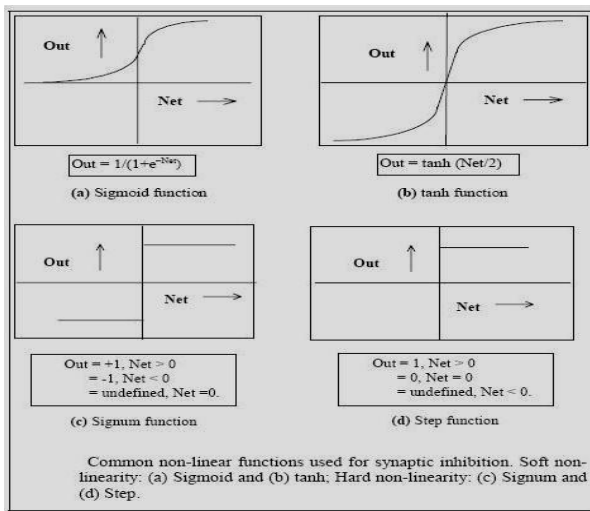 Out
Net
Out = 1/(1+e^-Net)
(a) Sigmoid function
Out
Net
Out = tanh (Net/2)
(b) tanh function
Out
Net
Out = +1, Net > 0
= -1, Net < 0
= undefined, Net =0.
(c) Signum function
Out
Net
Out = 1, Net > 0
= 0, Net = 0
= undefined, Net < 0.
(d) Step function
Common non-linear functions used for synaptic inhibition. Soft non-
linearity: (a) Sigmoid and (b) tanh; Hard non-linearity: (c) Signum and
(d) Step.